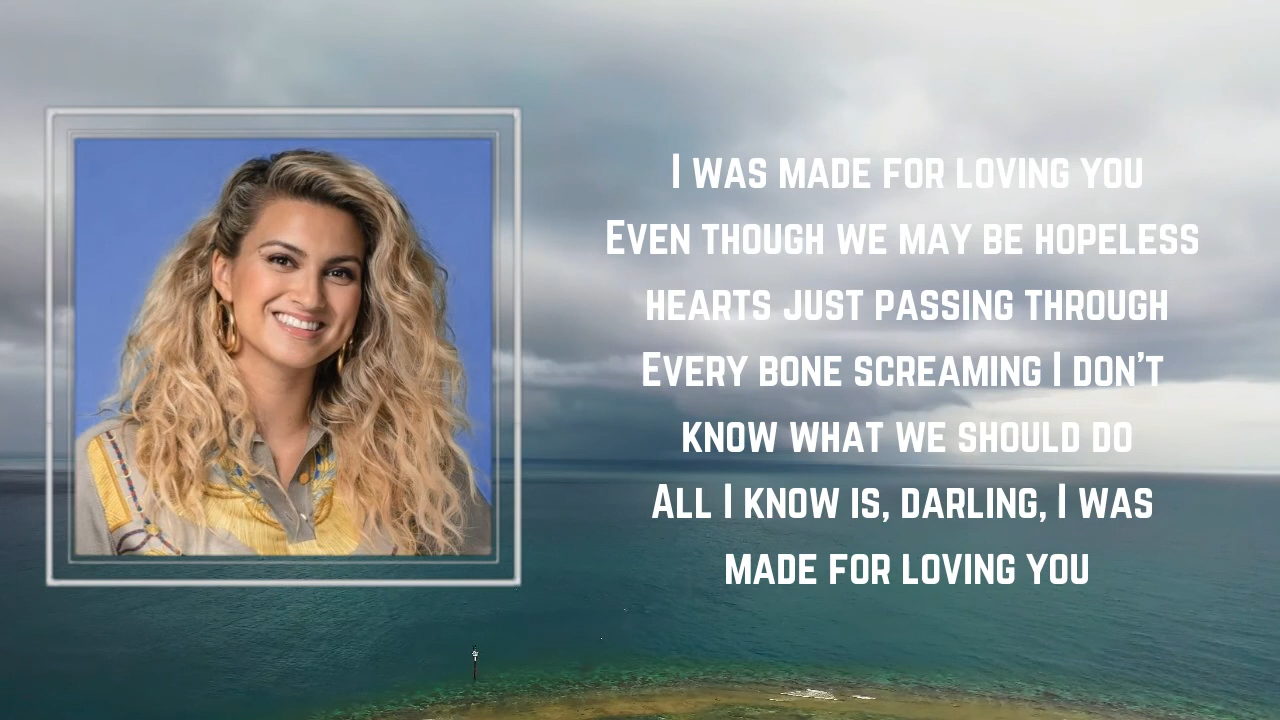 I WAS MADE FOR LOVING YOU
EVEN THOUGH WE MAY BE HOPELESS
HEARTS JUST PASSING THROUGH
EVERY BONE SCREAMING I DON'T
KNOW WHAT WE SHOULD DO
ALL I KNOW IS, DARLING, I WAS
MADE FOR LOVING YOU